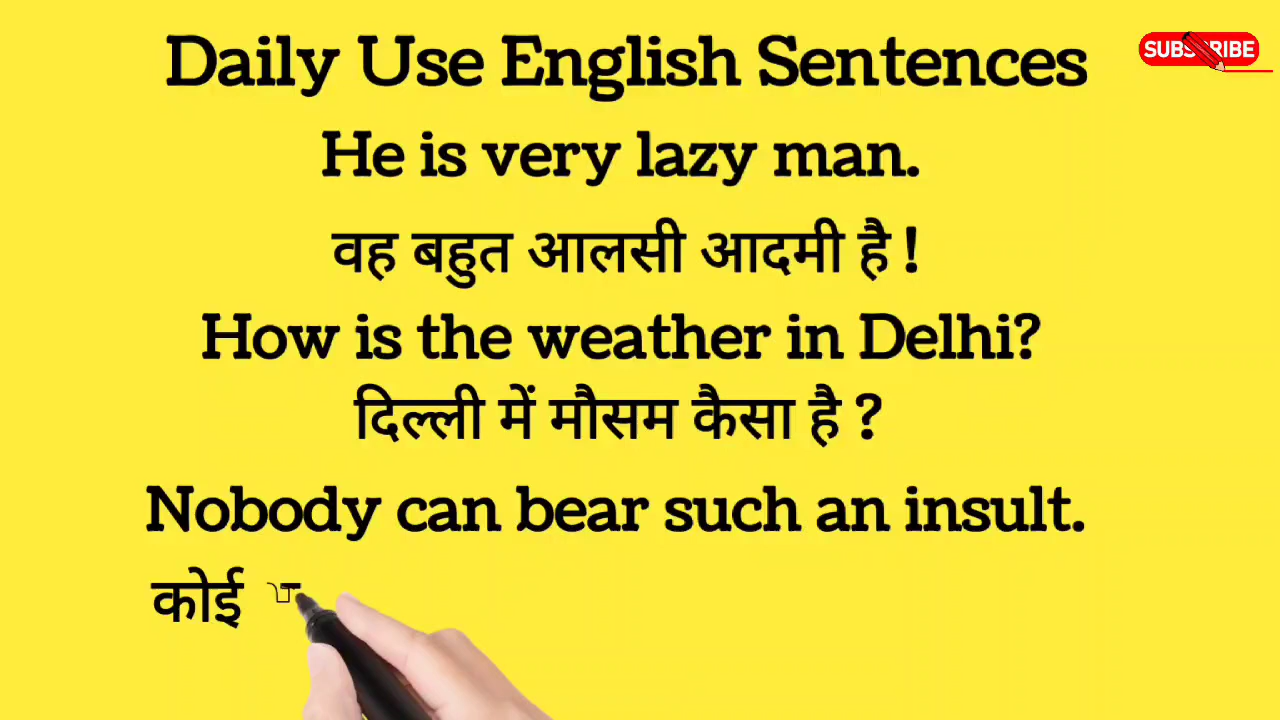 Daily Use English Sentences
SUBSCRIBE
He is very lazy man.
वह बहुत आलसी आदमी है !
How is the weather in Delhi?
दिल्ली में मौसम कैसा है ?
Nobody can bear such an insult.
कोई